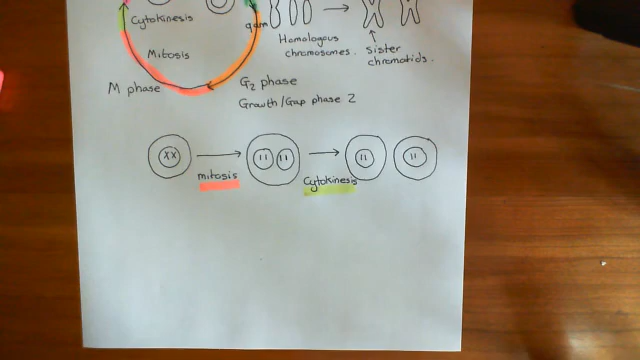 Cytokinesis
Mitosis
M phase
G2 phase
Growth/Gap phase 2
Homologous
chromosomes.
Sister
chromatids.
mitosis
Cytokinesis